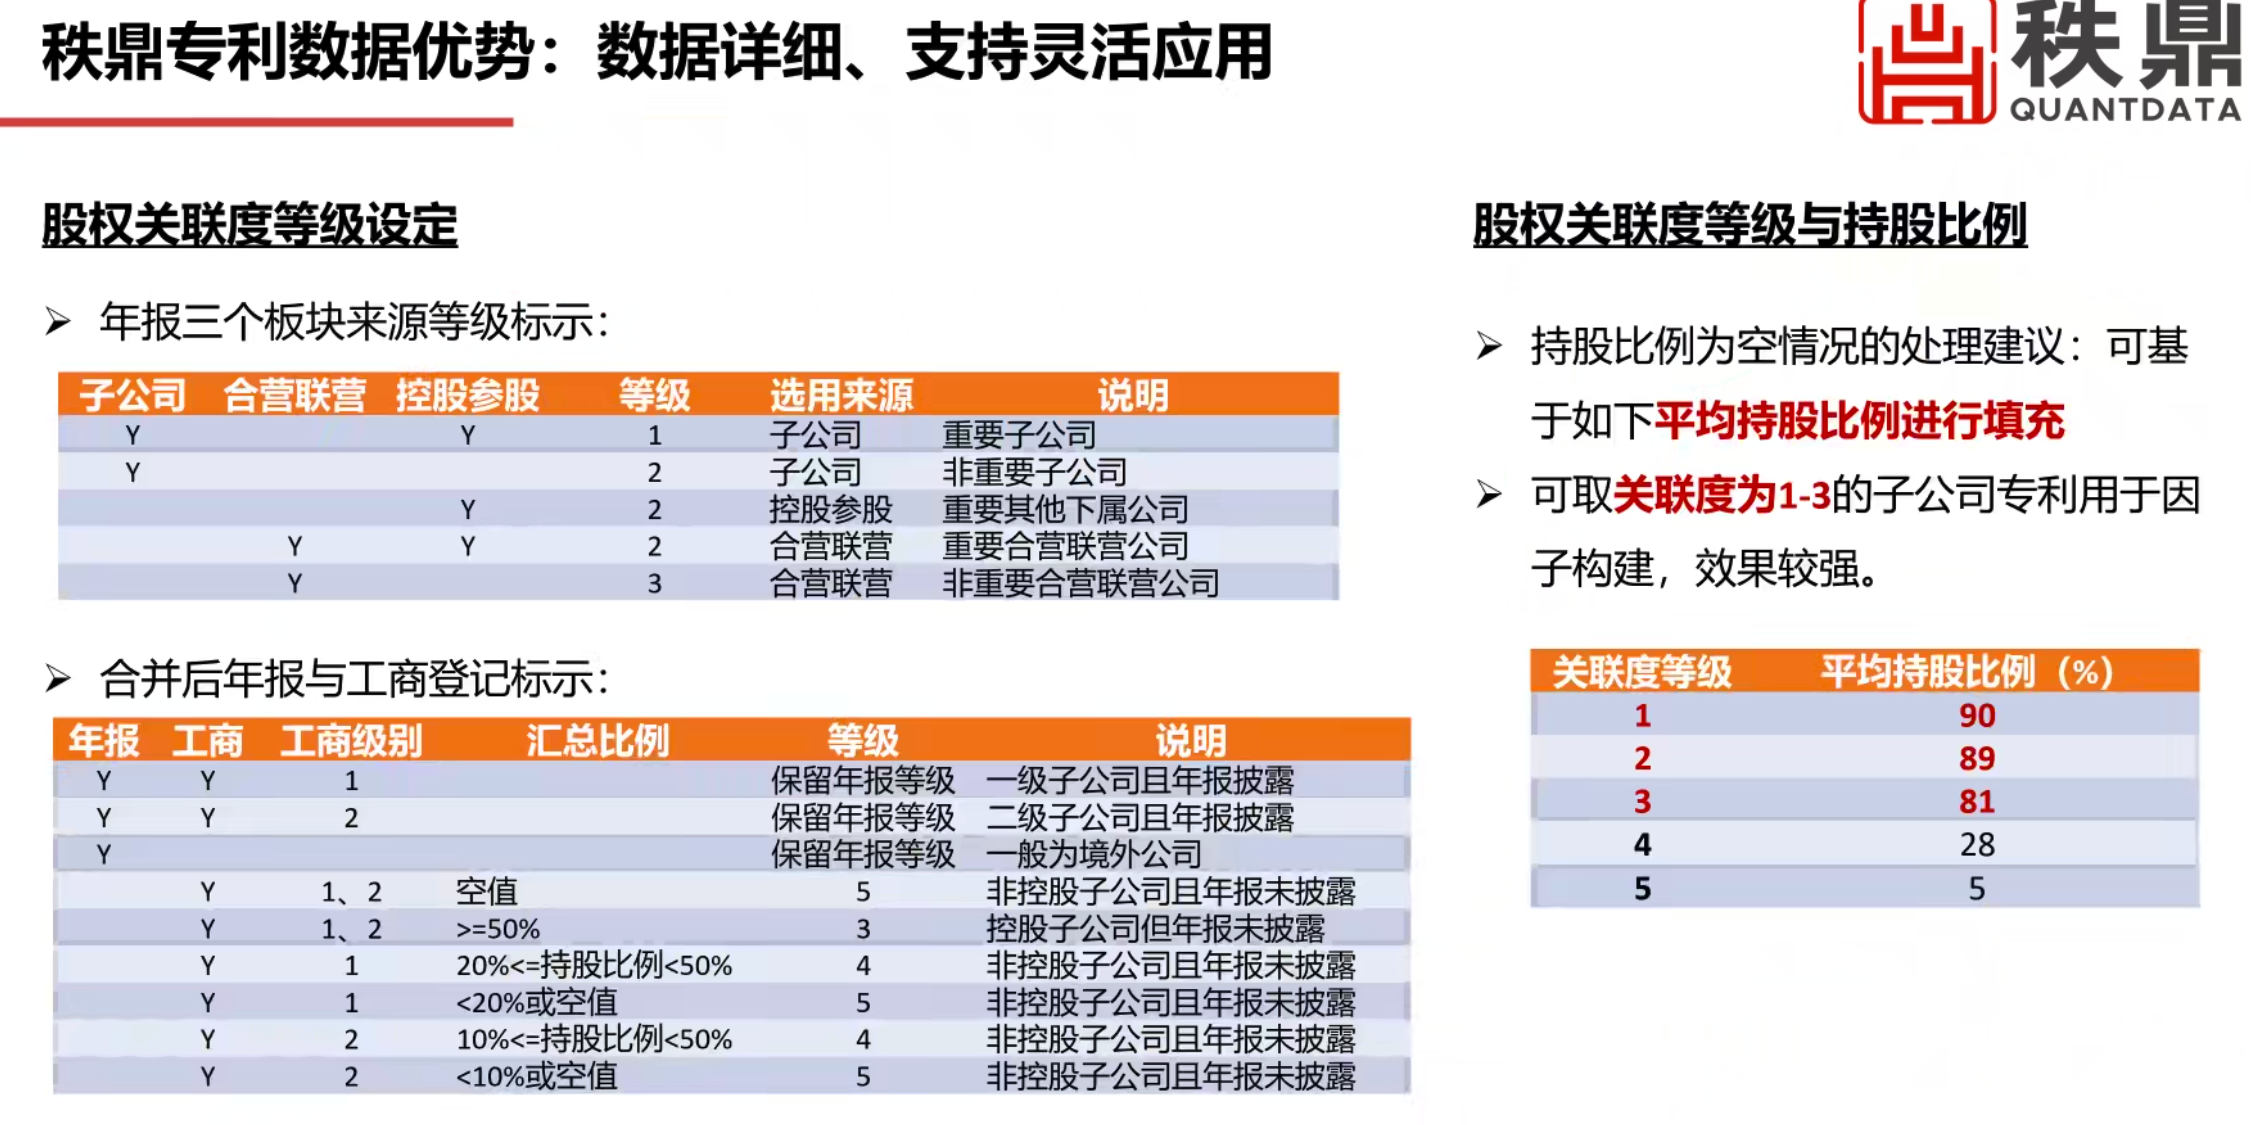 秩鼎专利数据优势：数据详细、支持灵活应用
秩鼎
QUANTDATA
股权关联度等级设定
➢ 年报三个板块来源等级标示：
子公司 合营联营 控股参股 等级 选用来源 说明
Y Y 1 子公司 重要子公司
Y 2 子公司 非重要子公司
Y 2 控股参股 重要其他下属公司
Y Y 2 合营联营 重要合营联营公司
Y 3 合营联营 非重要合营联营公司
➢ 合并后年报与工商登记标示：
年报 工商 工商级别 汇总比例 等级 说明
Y Y 1 保留年报等级 一级子公司且年报披露
Y Y 2 保留年报等级 二级子公司且年报披露
Y 保留年报等级 一般为境外公司
Y 1、2 空值 5 非控股子公司且年报未披露
Y 1、2 >=50% 3 控股子公司但年报未披露
Y 1 20%<=持股比例<50% 4 非控股子公司且年报未披露
Y 1 <20%或空值 5 非控股子公司且年报未披露
Y 2 10%<=持股比例<50% 4 非控股子公司且年报未披露
Y 2 <10%或空值 5 非控股子公司且年报未披露
股权关联度等级与持股比例
➢ 持股比例为空情况的处理建议：可基
于如下平均持股比例进行填充
➢ 可取关联度为1-3的子公司专利用于因
子构建，效果较强。
关联度等级 平均持股比例（%）
1 90
2 89
3 81
4 28
5 5